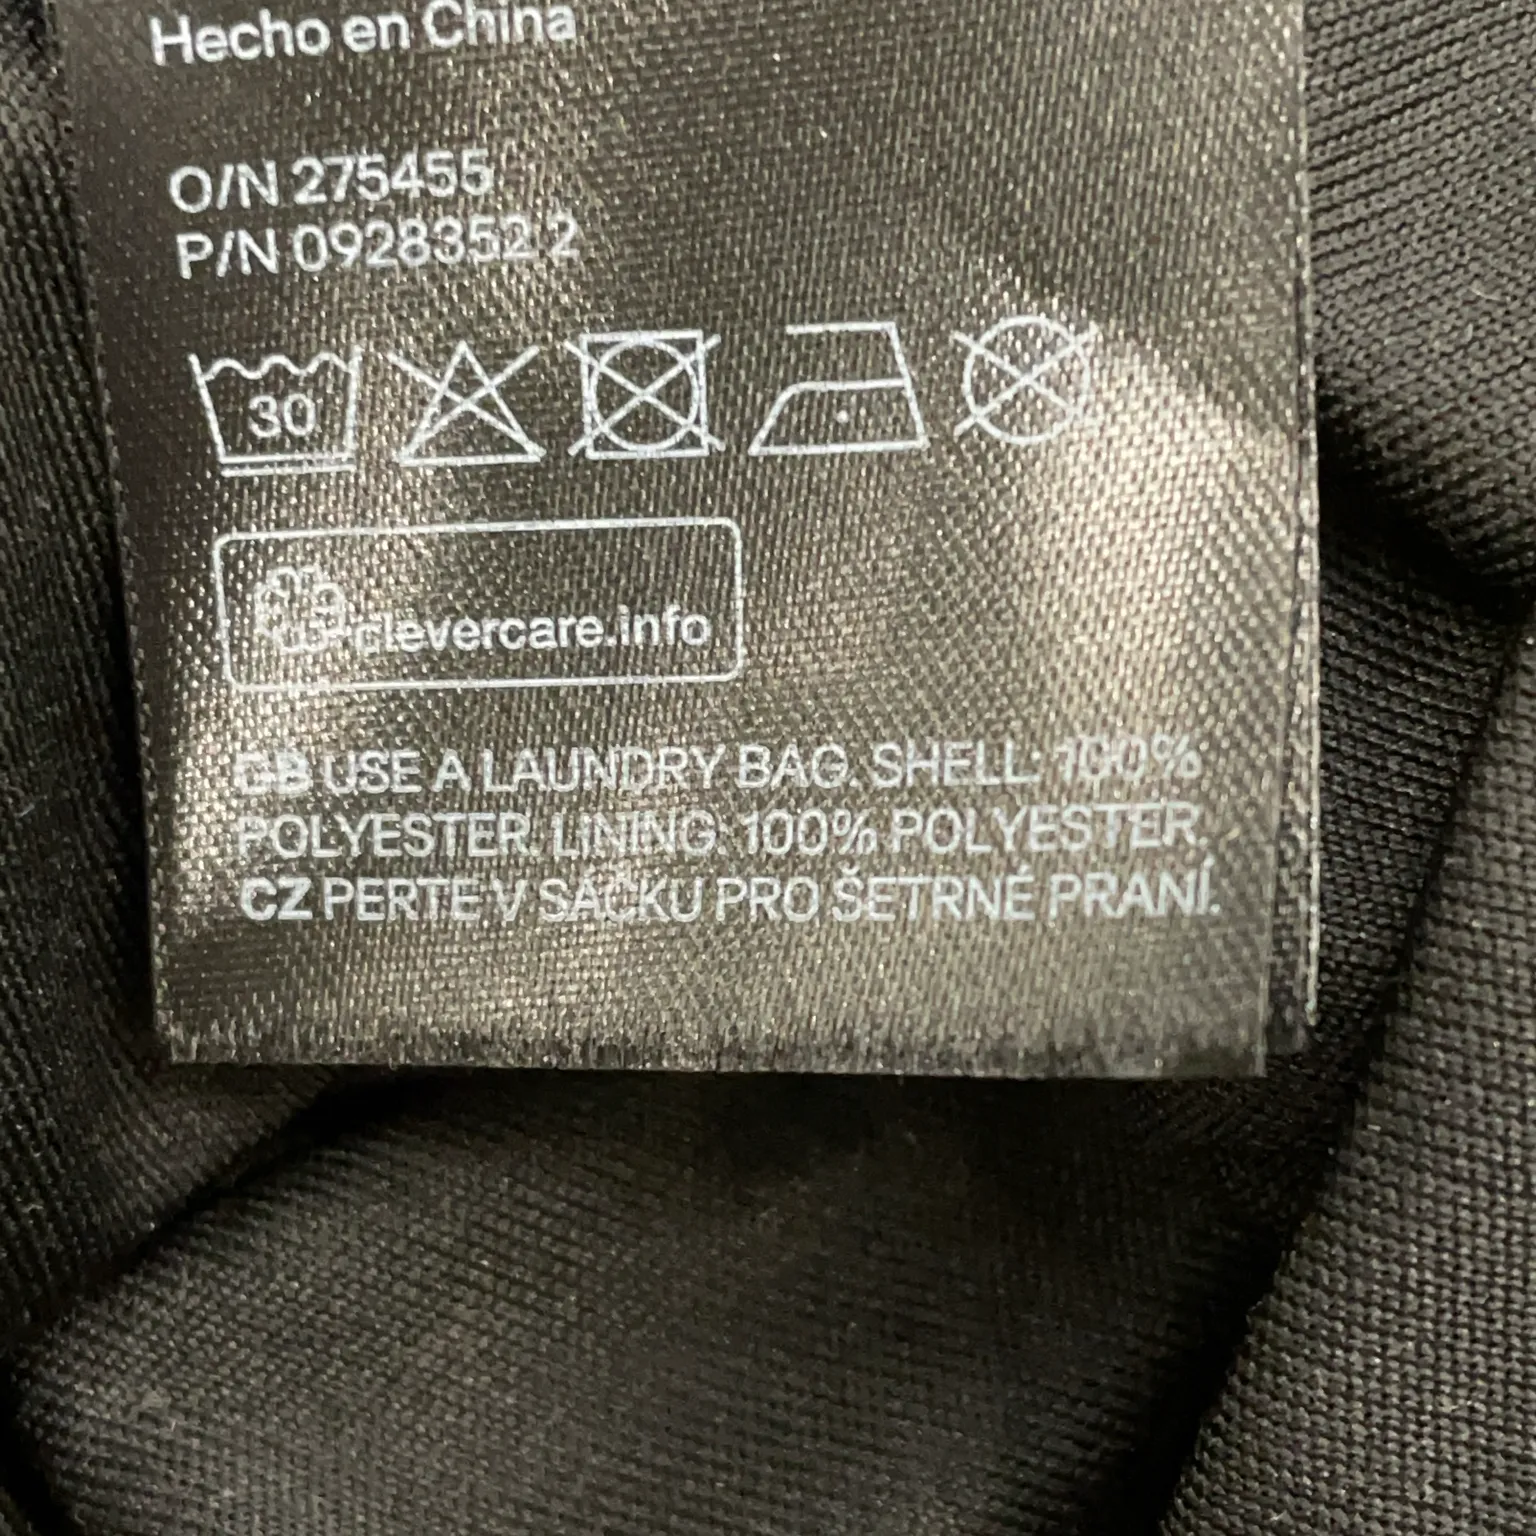 Hecho en China
O/N 275455
P/N 0928352 2
30
clevercare.info
GB USE A LAUNDRY BAG. SHELL: 100%
POLYESTER. LINING: 100% POLYESTER.
CZ PERTE V SÁČKU PRO ŠETRNÉ PRANÍ.